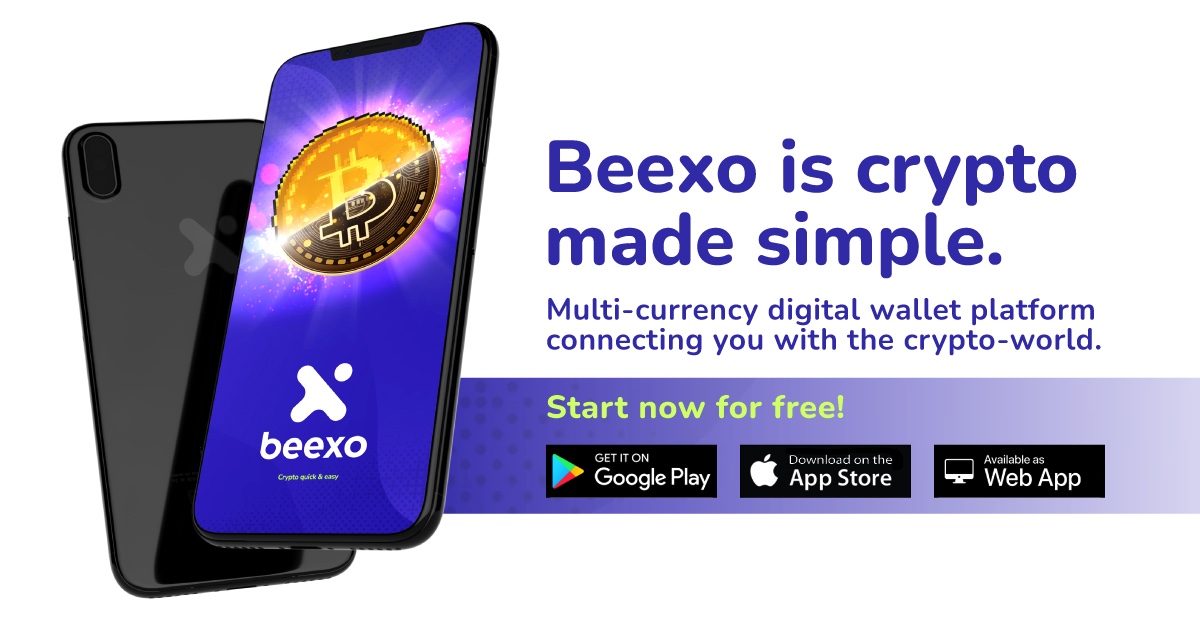 Beexo is crypto
made simple.
Multi-currency digital wallet platform
connecting you with the crypto-world.
Start now for free!
GET IT ON
Google Play
Download on the
App Store
Available as
Web App
beexo
Crypto quick & easy